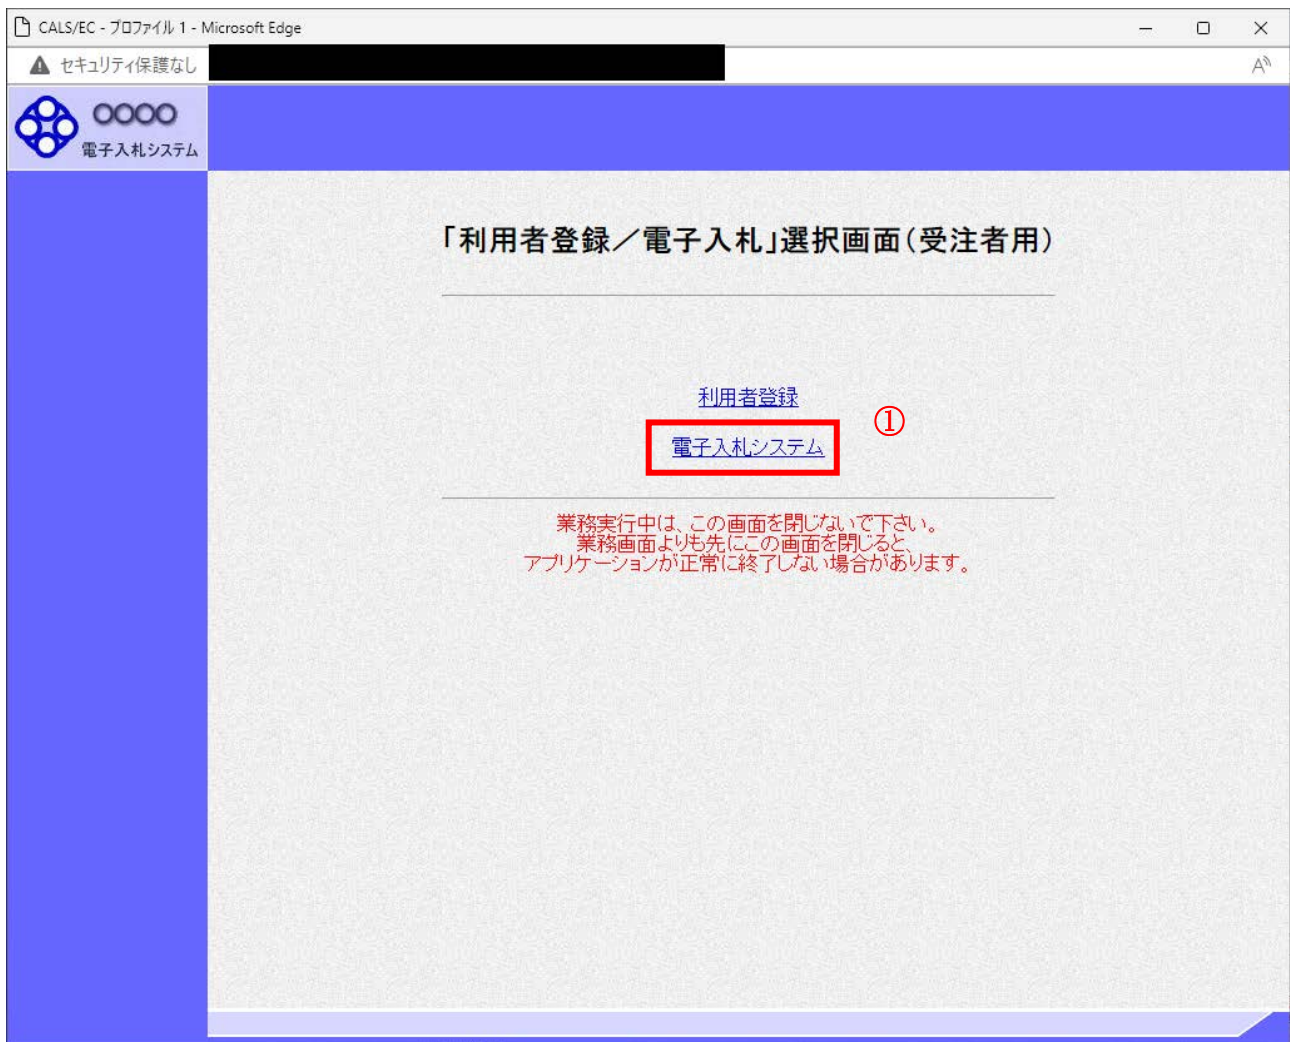 CALS/EC - プロファイル 1 - Microsoft Edge
セキュリティ保護なし
○○○○
電子入札システム
「利用者登録／電子入札」選択画面（受注者用）
利用者登録
①
電子入札システム
業務実行中は、この画面を閉じないで下さい。
業務画面よりも先にこの画面を閉じると、
アプリケーションが正常に終了しない場合があります。